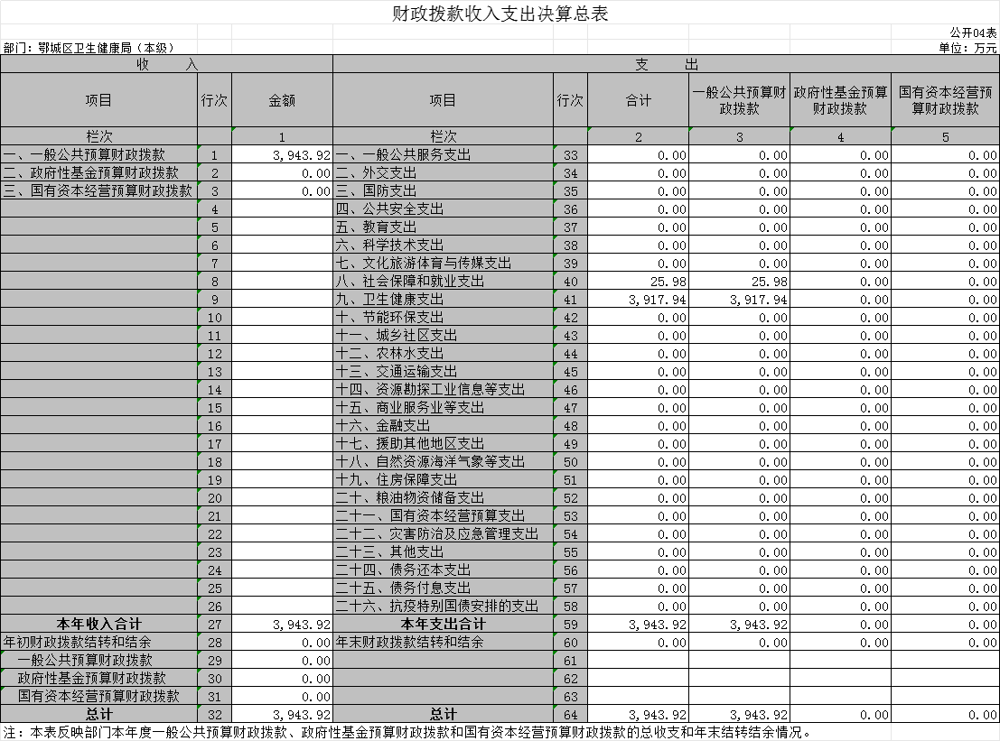 财政拨款收入支出决算总表
公开04表
部门：鄂城区卫生健康局（本级） 单位：万元
收 入 支 出
项目 行次 金额 项目 行次 合计 一般公共预算财政拨款 政府性基金预算财政拨款 国有资本经营预算财政拨款
栏次 1 栏次 2 3 4 5
一、一般公共预算财政拨款 1 3,943.92 一、一般公共服务支出 33 0.00 0.00 0.00 0.00
二、政府性基金预算财政拨款 2 0.00 二、外交支出 34 0.00 0.00 0.00 0.00
三、国有资本经营预算财政拨款 3 0.00 三、国防支出 35 0.00 0.00 0.00 0.00
4 四、公共安全支出 36 0.00 0.00 0.00 0.00
5 五、教育支出 37 0.00 0.00 0.00 0.00
6 六、科学技术支出 38 0.00 0.00 0.00 0.00
7 七、文化旅游体育与传媒支出 39 0.00 0.00 0.00 0.00
8 八、社会保障和就业支出 40 25.98 25.98 0.00 0.00
9 九、卫生健康支出 41 3,917.94 3,917.94 0.00 0.00
10 十、节能环保支出 42 0.00 0.00 0.00 0.00
11 十一、城乡社区支出 43 0.00 0.00 0.00 0.00
12 十二、农林水支出 44 0.00 0.00 0.00 0.00
13 十三、交通运输支出 45 0.00 0.00 0.00 0.00
14 十四、资源勘探工业信息等支出 46 0.00 0.00 0.00 0.00
15 十五、商业服务业等支出 47 0.00 0.00 0.00 0.00
16 十六、金融支出 48 0.00 0.00 0.00 0.00
17 十七、援助其他地区支出 49 0.00 0.00 0.00 0.00
18 十八、自然资源海洋气象等支出 50 0.00 0.00 0.00 0.00
19 十九、住房保障支出 51 0.00 0.00 0.00 0.00
20 二十、粮油物资储备支出 52 0.00 0.00 0.00 0.00
21 二十一、国有资本经营预算支出 53 0.00 0.00 0.00 0.00
22 二十二、灾害防治及应急管理支出 54 0.00 0.00 0.00 0.00
23 二十三、其他支出 55 0.00 0.00 0.00 0.00
24 二十四、债务还本支出 56 0.00 0.00 0.00 0.00
25 二十五、债务付息支出 57 0.00 0.00 0.00 0.00
26 二十六、抗疫特别国债安排的支出 58 0.00 0.00 0.00 0.00
本年收入合计 27 3,943.92 本年支出合计 59 3,943.92 3,943.92 0.00 0.00
年初财政拨款结转和结余 28 0.00 年末财政拨款结转和结余 60 0.00 0.00 0.00 0.00
一般公共预算财政拨款 29 0.00 61
政府性基金预算财政拨款 30 0.00 62
国有资本经营预算财政拨款 31 0.00 63
总计 32 3,943.92 总计 64 3,943.92 3,943.92 0.00 0.00
注：本表反映部门本年度一般公共预算财政拨款、政府性基金预算财政拨款和国有资本经营预算财政拨款的总收支和年末结转结余情况。